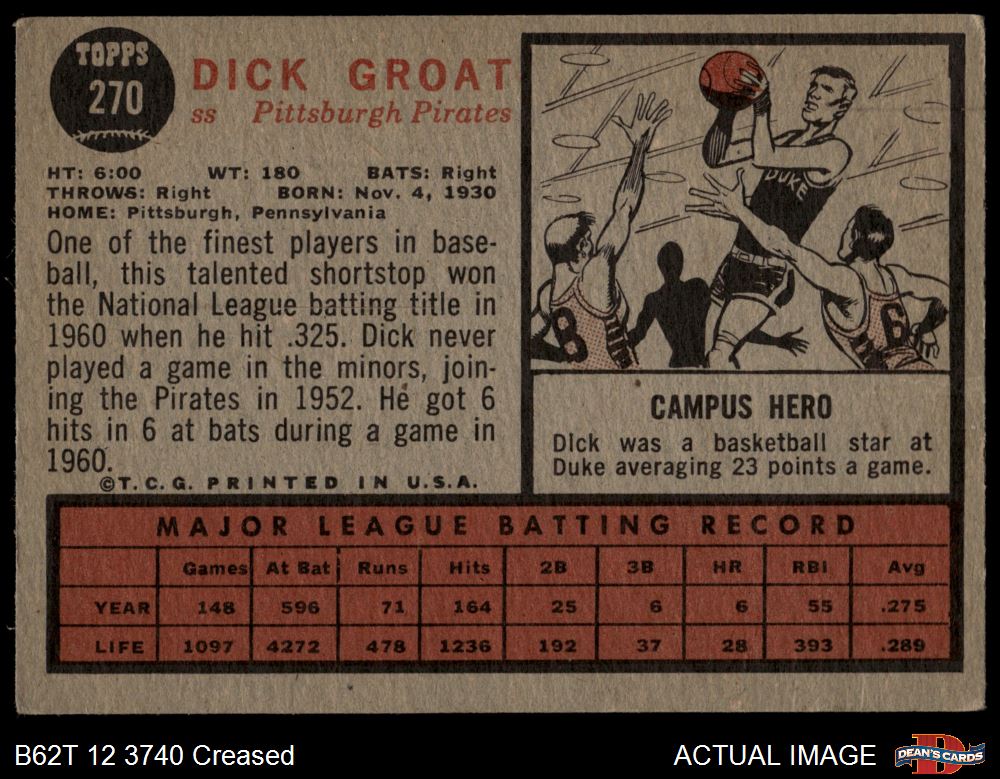 TOPPS
270
DICK GROAT
ss Pittsburgh Pirates
HT: 6:00 WT: 180 BATS: Right
THROWS: Right BORN: Nov. 4, 1930
HOME: Pittsburgh, Pennsylvania
One of the finest players in base-
ball, this talented shortstop won
the National League batting title in
1960 when he hit .325. Dick never
played a game in the minors, join-
ing the Pirates in 1952. He got 6
hits in 6 at bats during a game in
1960.
©T.C.G. PRINTED IN U.S.A.
DUKE
8
6
CAMPUS HERO
Dick was a basketball star at
Duke averaging 23 points a game.
MAJOR LEAGUE BATTING RECORD
Games At Bat Runs Hits 2B 3B HR RBI Avg
YEAR 148 596 71 164 25 6 6 55 .275
LIFE 1097 4272 478 1236 192 37 28 393 .289
B62T 12 3740 Creased
ACTUAL IMAGE
DEAN'S CARDS